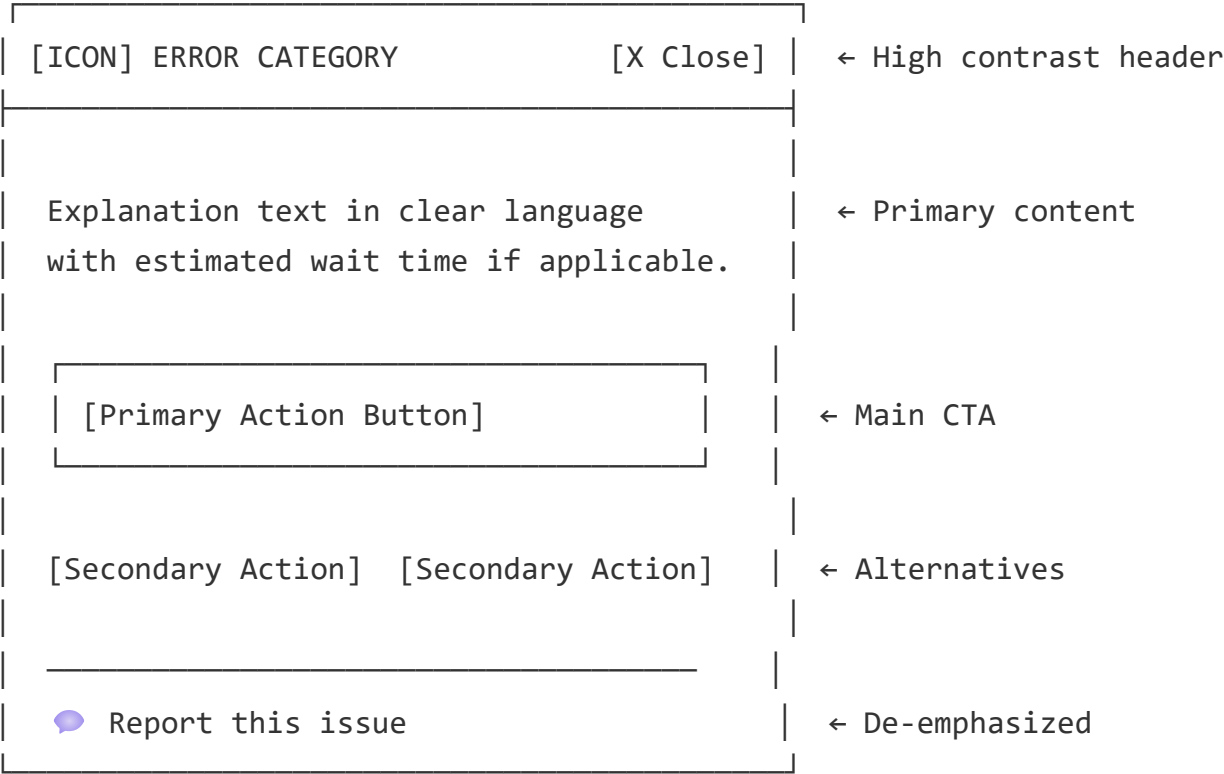 [ICON] ERROR CATEGORY [X Close] ← High contrast header
Explanation text in clear language ← Primary content
with estimated wait time if applicable.
[Primary Action Button] ← Main CTA
[Secondary Action] [Secondary Action] ← Alternatives
💬 Report this issue ← De-emphasized